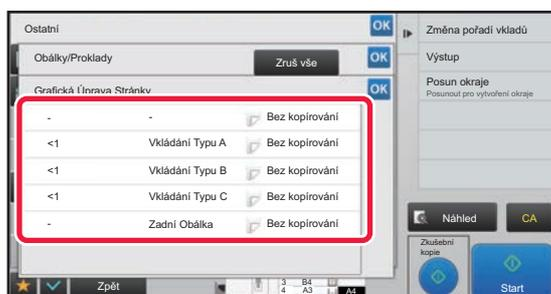 Ostatní
OK
Obálky/Proklady
Zruš vše
OK
Grafická Úprava Stránky
OK
- - Bez kopírování
<1 Vkládání Typu A Bez kopírování
<1 Vkládání Typu B Bez kopírování
<1 Vkládání Typu C Bez kopírování
- Zadní Obálka Bez kopírování
Zpět
3 B4
4 A3
A4
Změna pořadí vkladů
Výstup
Posun okraje
Posunout pro vytvoření okraje
Náhled
CA
Zkušební
kopie
Start